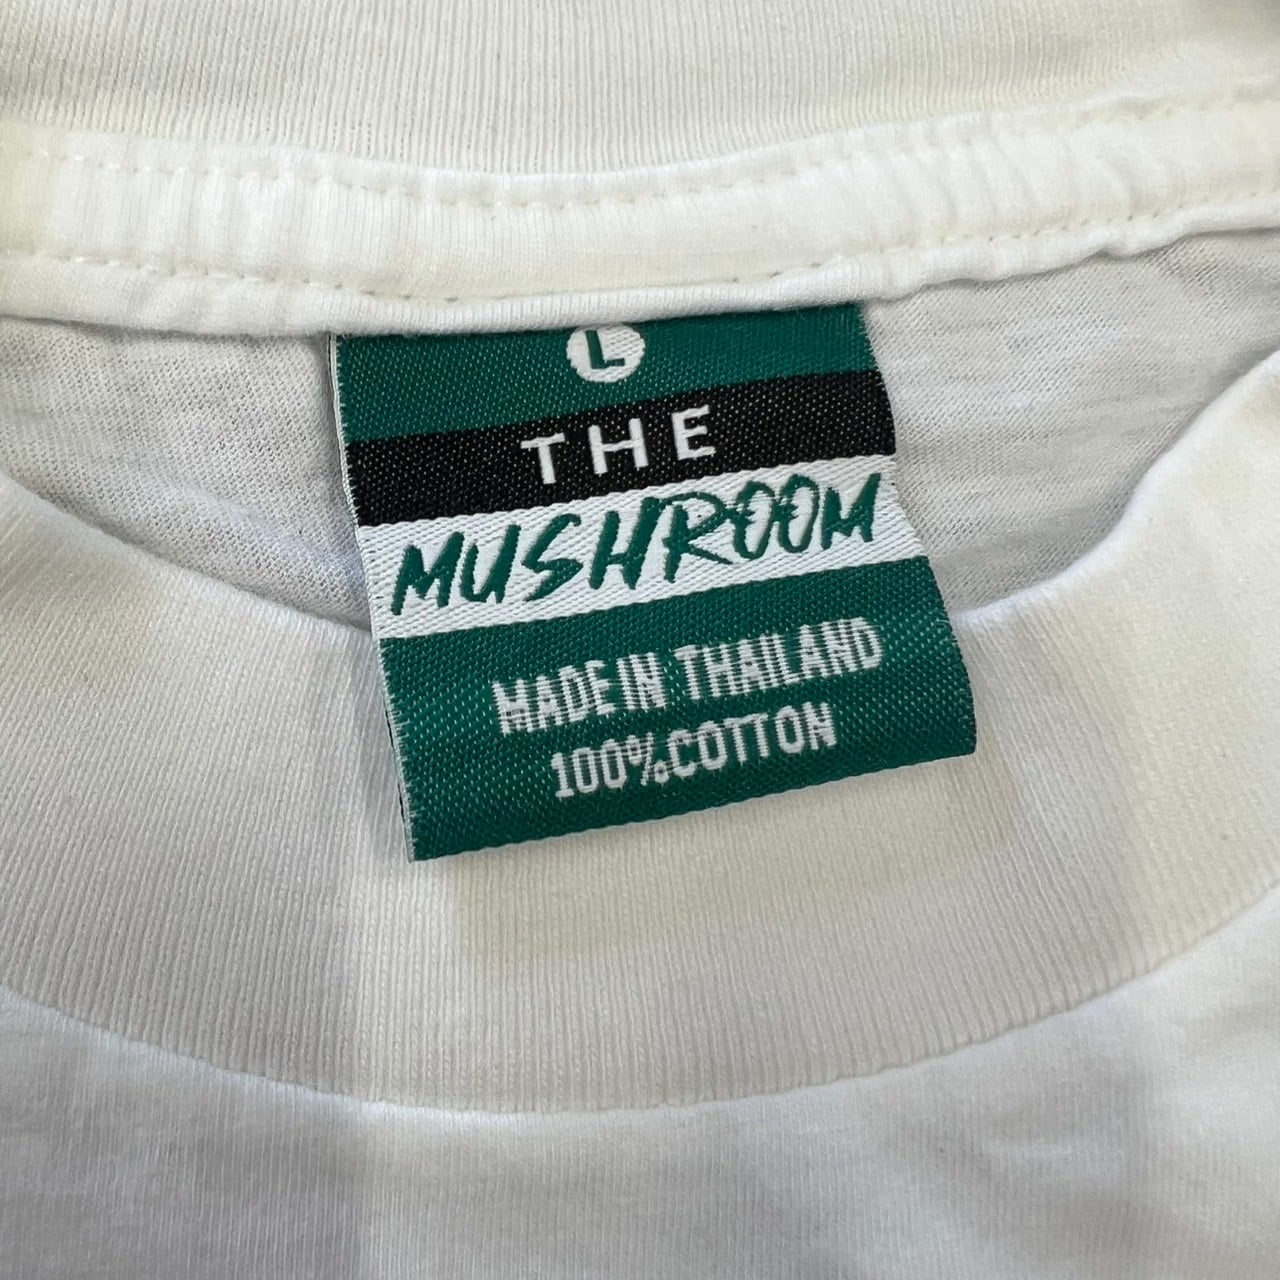 L
THE
MUSHROOM
MADE IN THAILAND
100% COTTON